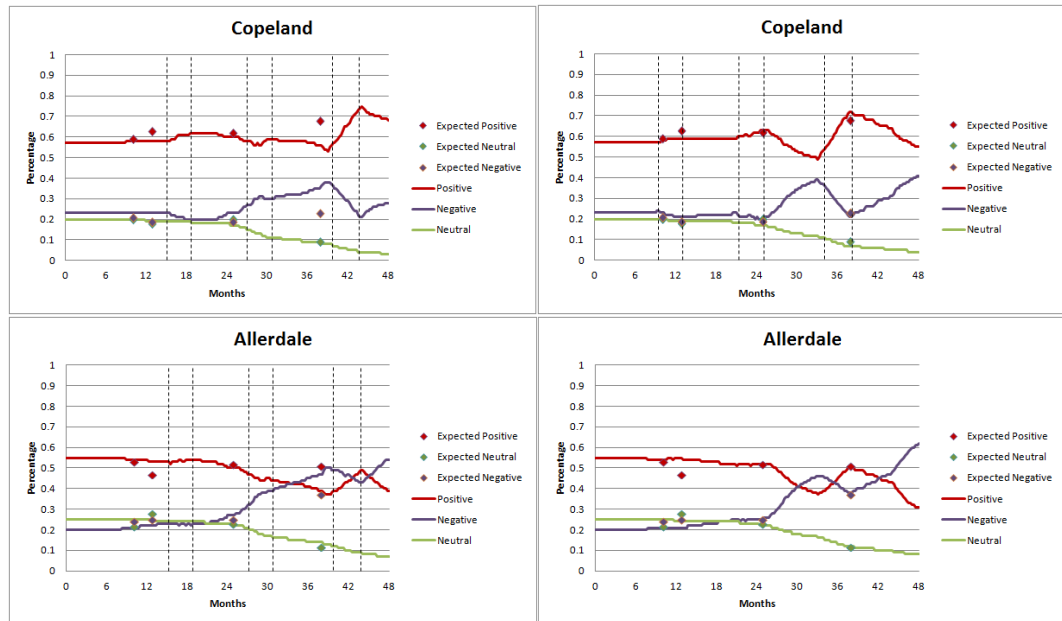 Copeland
Percentage
1
0.9
0.8
0.7
0.6
0.5
0.4
0.3
0.2
0.1
0
0 6 12 18 24 30 36 42 48
Months
Expected Positive
Expected Neutral
Expected Negative
Positive
Negative
Neutral
Copeland
Percentage
1
0.9
0.8
0.7
0.6
0.5
0.4
0.3
0.2
0.1
0
0 6 12 18 24 30 36 42 48
Months
Expected Positive
Expected Neutral
Expected Negative
Positive
Negative
Neutral
Allerdale
Percentage
1
0.9
0.8
0.7
0.6
0.5
0.4
0.3
0.2
0.1
0
0 6 12 18 24 30 36 42 48
Months
Expected Positive
Expected Neutral
Expected Negative
Positive
Negative
Neutral
Allerdale
Percentage
1
0.9
0.8
0.7
0.6
0.5
0.4
0.3
0.2
0.1
0
0 6 12 18 24 30 36 42 48
Months
Expected Positive
Expected Neutral
Expected Negative
Positive
Negative
Neutral